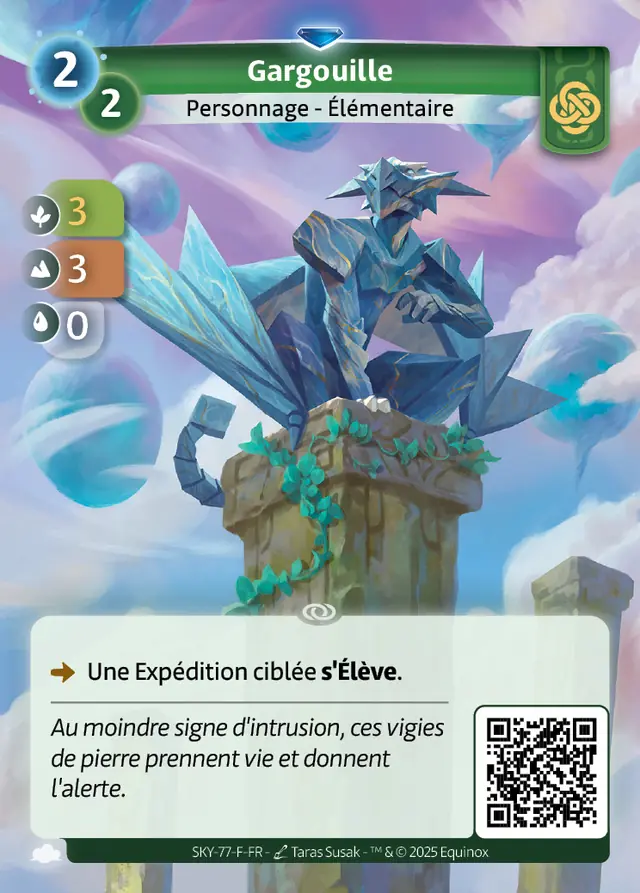 2
Gargouille
2
Personnage - Élémentaire
3
3
0
Une Expédition ciblée s'Élève.
Au moindre signe d'intrusion, ces vigies
de pierre prennent vie et donnent
l'alerte.
SKY-77-F-FR - Taras Susak - ™ & © 2025 Equinox